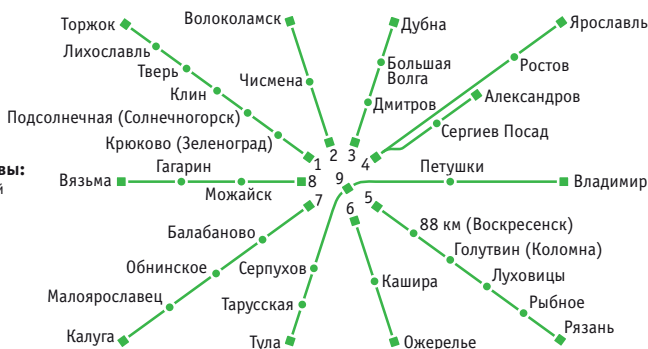 Торжок
Волоколамск
Дубна
Ярославль
Лихославль
Тверь
Чисмена
Большая
Волга
Ростов
Клин
Дмитров
Александров
Подсолнечная (Солнечногорск)
Сергиев Посад
Крюково (Зеленоград)
1
2
3
4
вы:
й
Вязьма
Гагарин
Можайск
8
9
Петушки
Владимир
7
6
5
Балабаново
88 км (Воскресенск)
Обнинское
Серпухов
Голутвин (Коломна)
Малоярославец
Тарусская
Кашира
Луховицы
Рыбное
Калуга
Тула
Ожерелье
Рязань